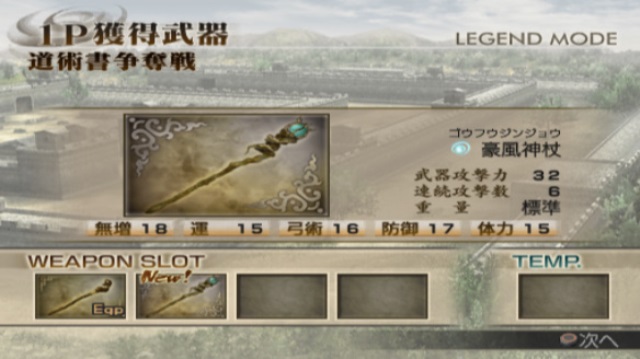 1P獲得武器
LEGEND MODE
道術書争奪戦
ゴウフウジンジョウ
豪風神杖
武器攻撃力 32
連続攻撃数 6
重量 標準
無増 18 運 15 弓術 16 防御 17 体力 15
WEAPON SLOT
TEMP.
Eqp
New!
次へ